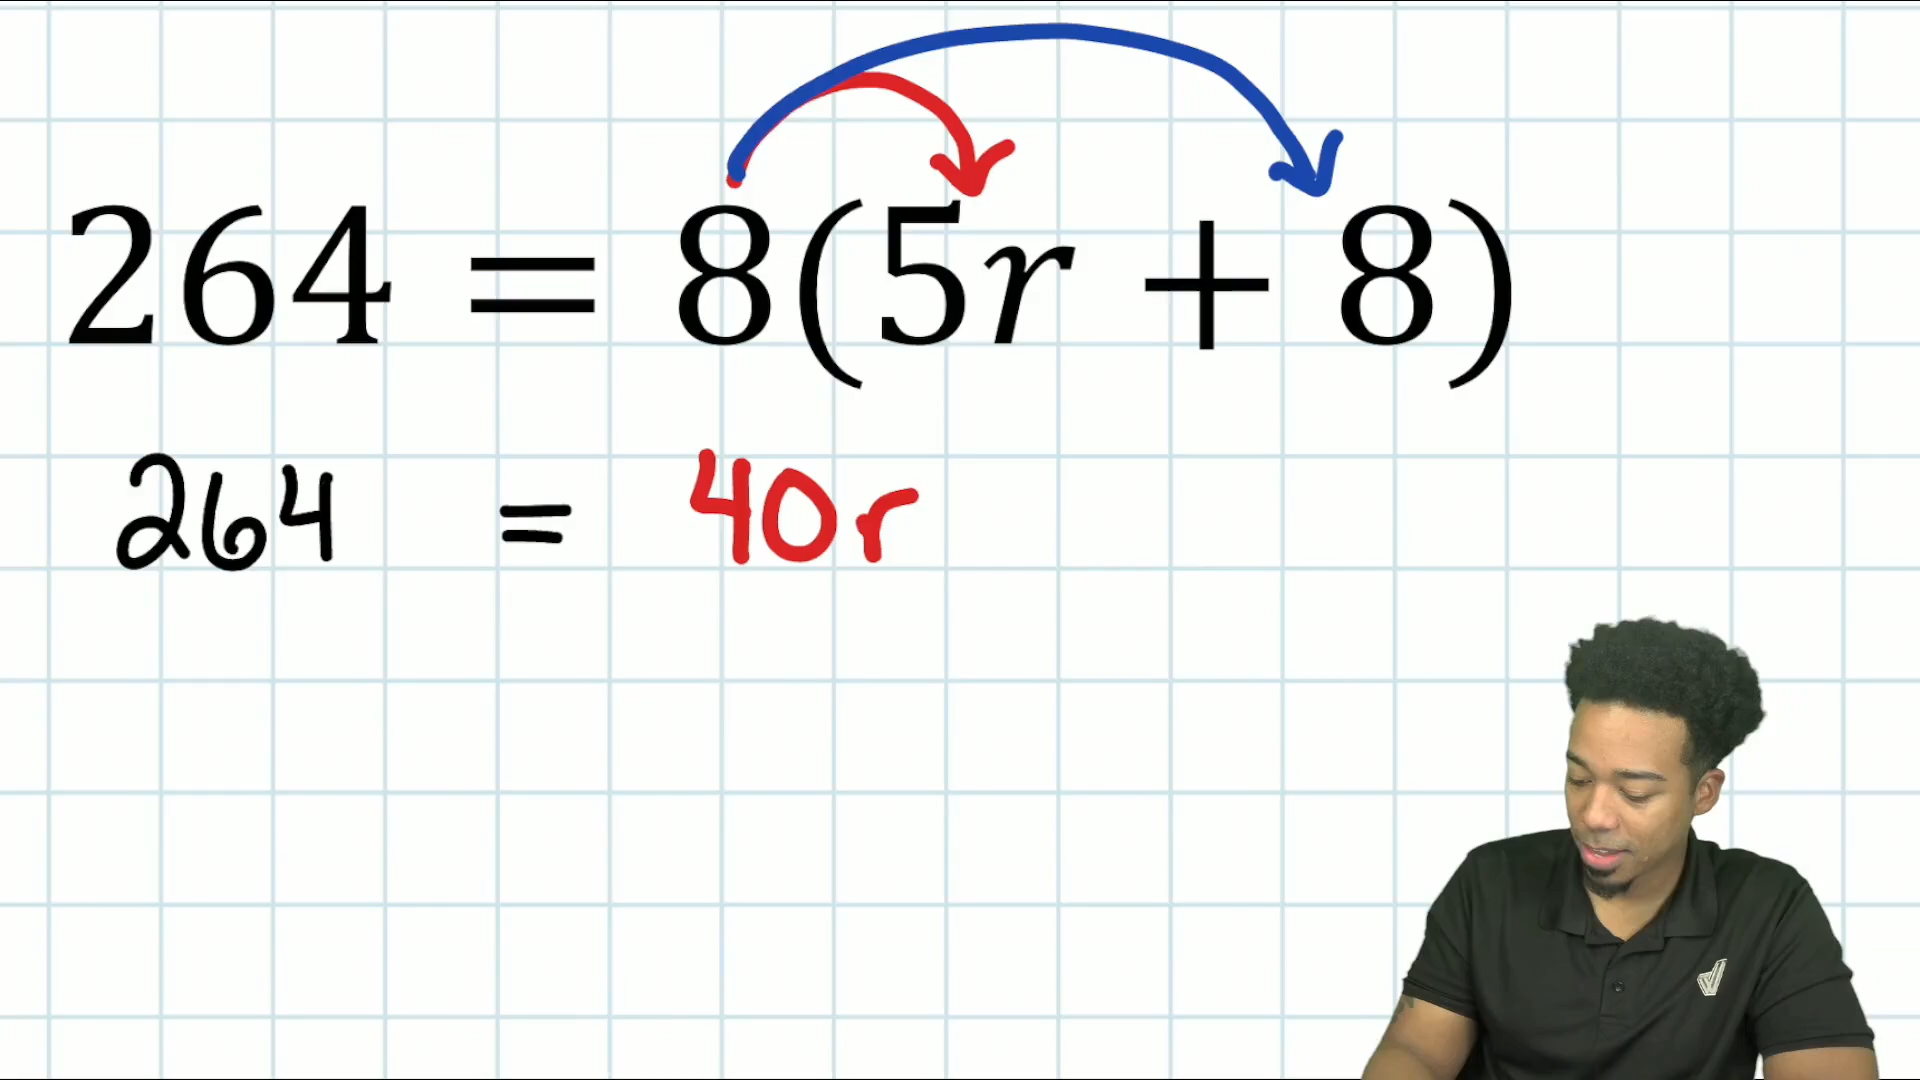 264 = 8(5r + 8)
264 = 40r